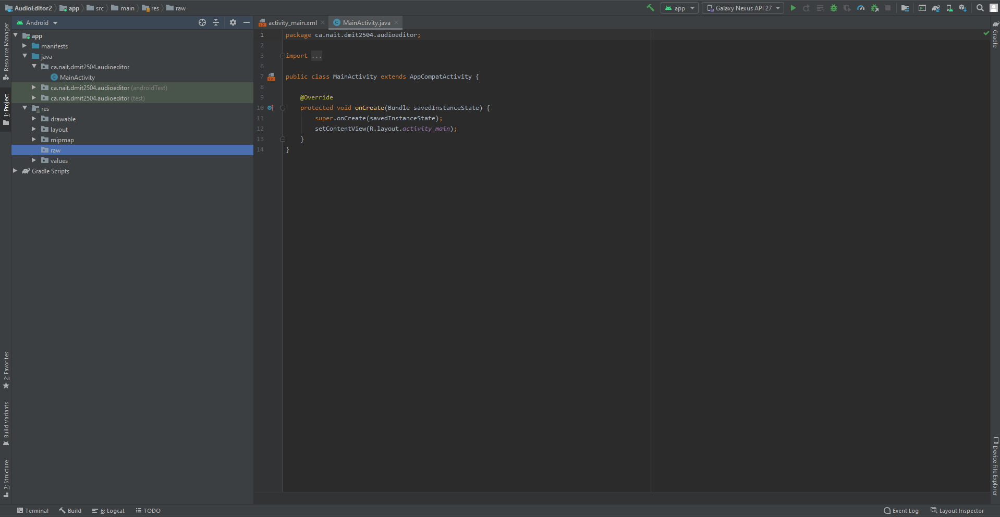 AudioEditor2 app src main res raw
app Galaxy Nexus API 27
Android
activity_main.xml MainActivity.java
Resource Manager
1: Project
2: Favorites
Build Variants
7: Structure
app
manifests
java
ca.nait.dmit2504.audioeditor
MainActivity
ca.nait.dmit2504.audioeditor (androidTest)
ca.nait.dmit2504.audioeditor (test)
res
drawable
layout
mipmap
raw
values
Gradle Scripts
1 package ca.nait.dmit2504.audioeditor;
2
3 import ...
6
7 public class MainActivity extends AppCompatActivity {
8
9 @Override
10 protected void onCreate(Bundle savedInstanceState) {
11 super.onCreate(savedInstanceState);
12 setContentView(R.layout.activity_main);
13 }
14 }
Gradle
Device File Explorer
Terminal Build 6: Logcat TODO
Event Log Layout Inspector